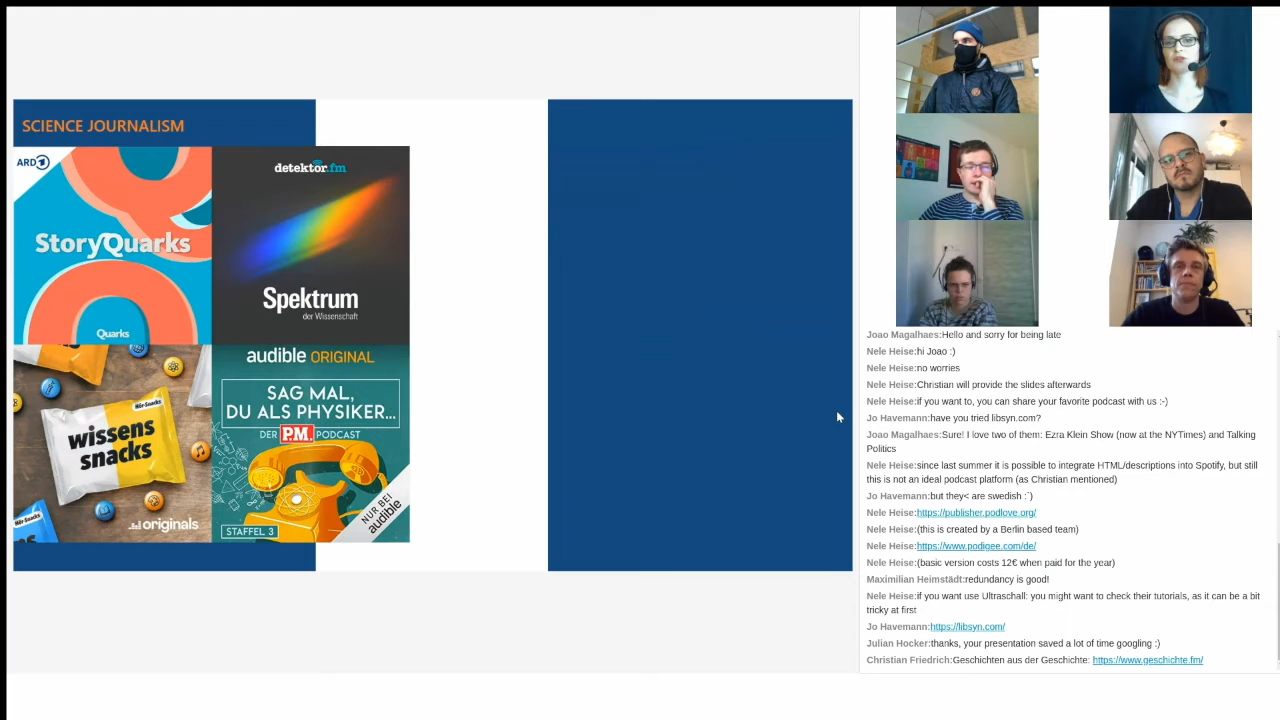 SCIENCE JOURNALISM
ARD 1
StoryQuarks
Quarks
detektor.fm
Spektrum
der Wissenschaft
Hör-Snacks
wissens
snacks
Hör-Snacks
originals
audible ORIGINAL
SAG MAL,
DU ALS PHYSIKER...
DER P.M. PODCAST
STAFFEL 3
NUR BEI
audible
Joao Magalhaes:Hello and sorry for being late
Nele Heise:hi Joao :)
Nele Heise:no worries
Nele Heise:Christian will provide the slides afterwards
Nele Heise:if you want to, you can share your favorite podcast with us :-)
Jo Havemann:have you tried libsyn.com?
Joao Magalhaes:Sure! I love two of them: Ezra Klein Show (now at the NYTimes) and Talking
Politics
Nele Heise:since last summer it is possible to integrate HTML/descriptions into Spotify, but still
this is not an ideal podcast platform (as Christian mentioned)
Jo Havemann:but they< are swedish :`)
Nele Heise:https://publisher.podlove.org/
Nele Heise:(this is created by a Berlin based team)
Nele Heise:https://www.podigee.com/de/
Nele Heise:(basic version costs 12€ when paid for the year)
Maximilian Heimstädt:redundancy is good!
Nele Heise:if you want use Ultraschall: you might want to check their tutorials, as it can be a bit
tricky at first
Jo Havemann:https://libsyn.com/
Julian Hocker:thanks, your presentation saved a lot of time googling :)
Christian Friedrich:Geschichten aus der Geschichte: https://www.geschichte.fm/